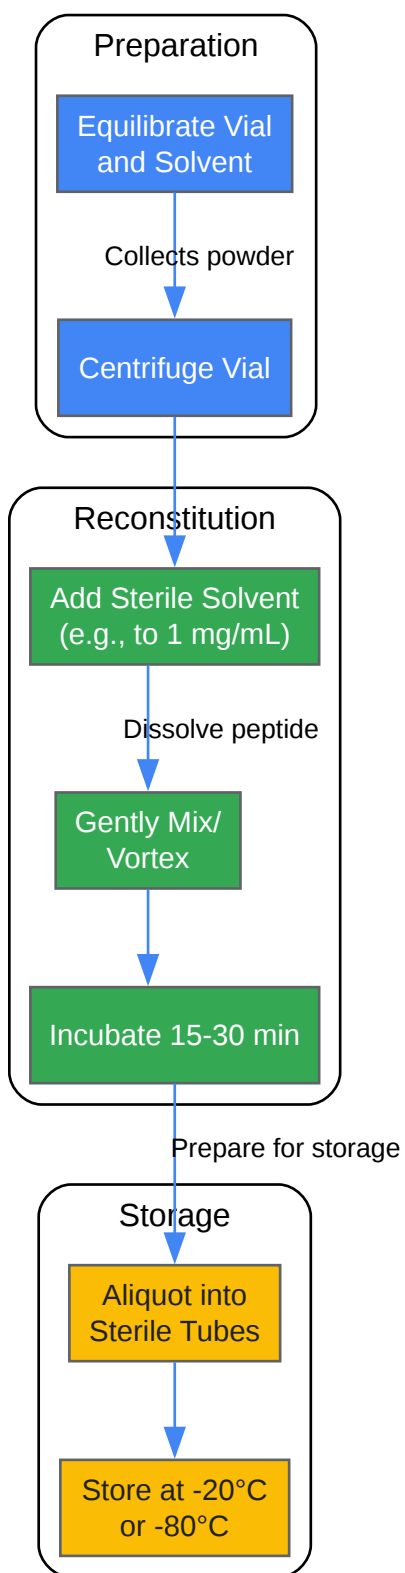 Preparation
Equilibrate Vial
and Solvent
Collects powder
Centrifuge Vial
Reconstitution
Add Sterile Solvent
(e.g., to 1 mg/mL)
Dissolve peptide
Gently Mix/
Vortex
Incubate 15-30 min
Prepare for storage
Storage
Aliquot into
Sterile Tubes
Store at -20°C
or -80°C